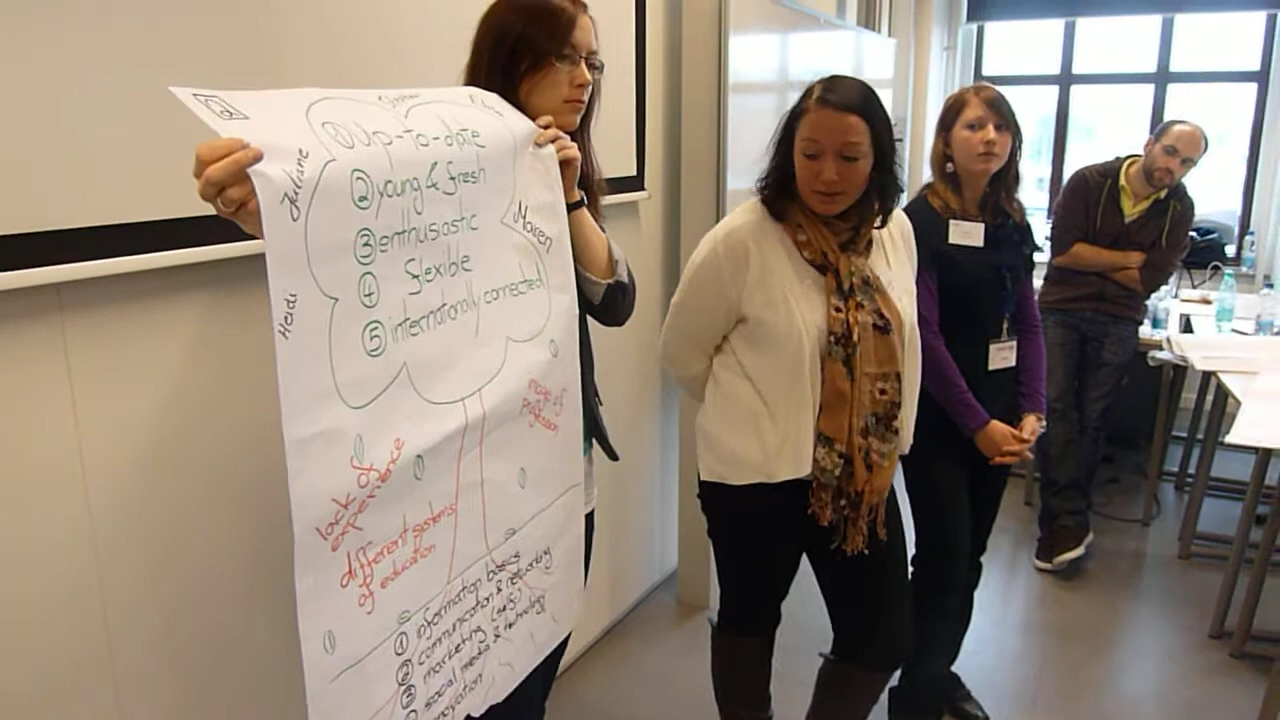 2
Juliane
Heidi
Maren
① Up-to-date
② young & fresh
③ enthusiastic
④ flexible
⑤ internationally connected
image of
profession
lack of
experience
different systems
of education
① information basics
② communication & networking
③ marketing (self-)
social media & technology